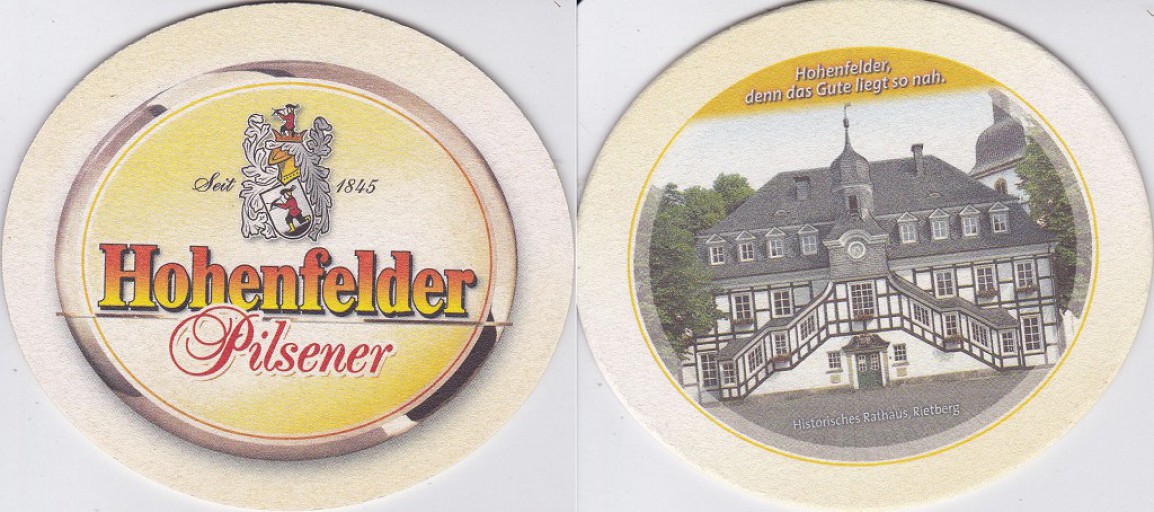 Seit 1845
Hohenfelder
Pilsener
Hohenfelder,
denn das Gute liegt so nah.
Historisches Rathaus, Rietberg